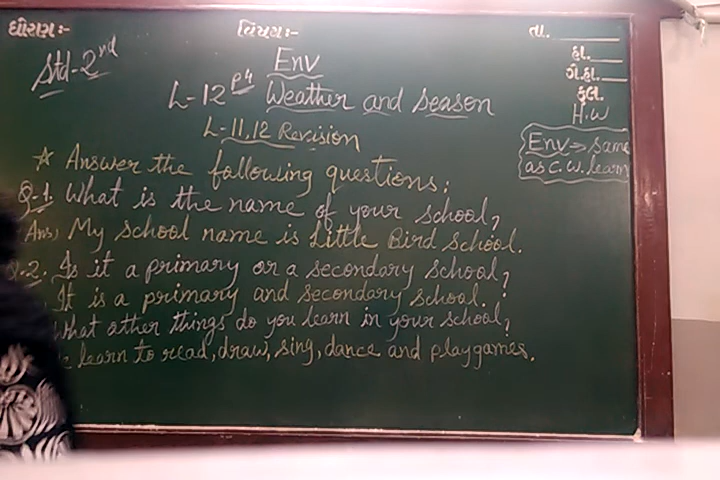 ધોરણ:-
વિષય:-
તા. :-
Std-2nd
Env
હા.
ગે.હા.
કુલ.
L-12 P4 Weather and season
H.W
L-11,12 Revision
Env => same
as C.W. learn
☆ Answer the following questions:
Q-1. What is the name of your school?
Ans, My school name is Little Bird School.
Q-2. Is it a primary or a secondary school?
It is a primary and secondary school.
What other things do you learn in your school?
learn to read, draw, sing, dance and play games.